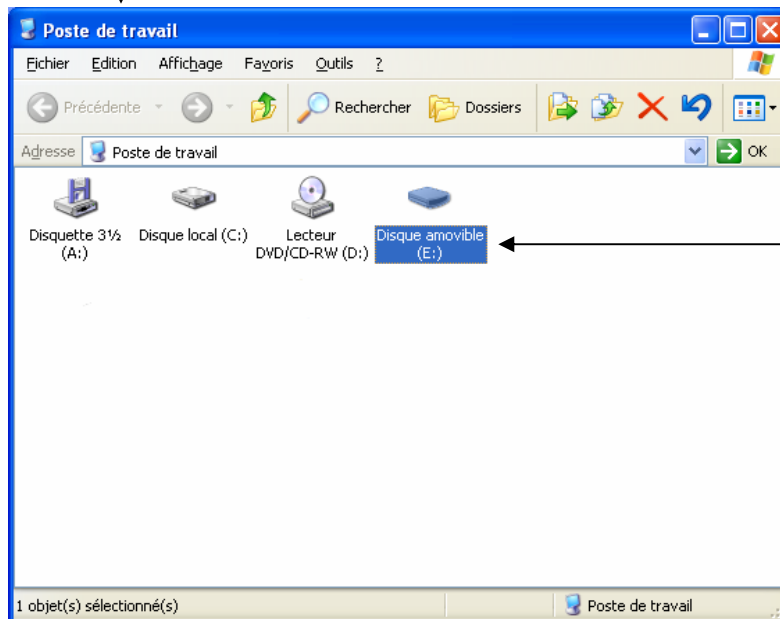 Poste de travail
Fichier Edition Affichage Favoris Outils ?
Précédente Rechercher Dossiers
Adresse Poste de travail OK
Disquette 3½ (A:)
Disque local (C:)
Lecteur DVD/CD-RW (D:)
Disque amovible (E:)
1 objet(s) sélectionné(s) Poste de travail